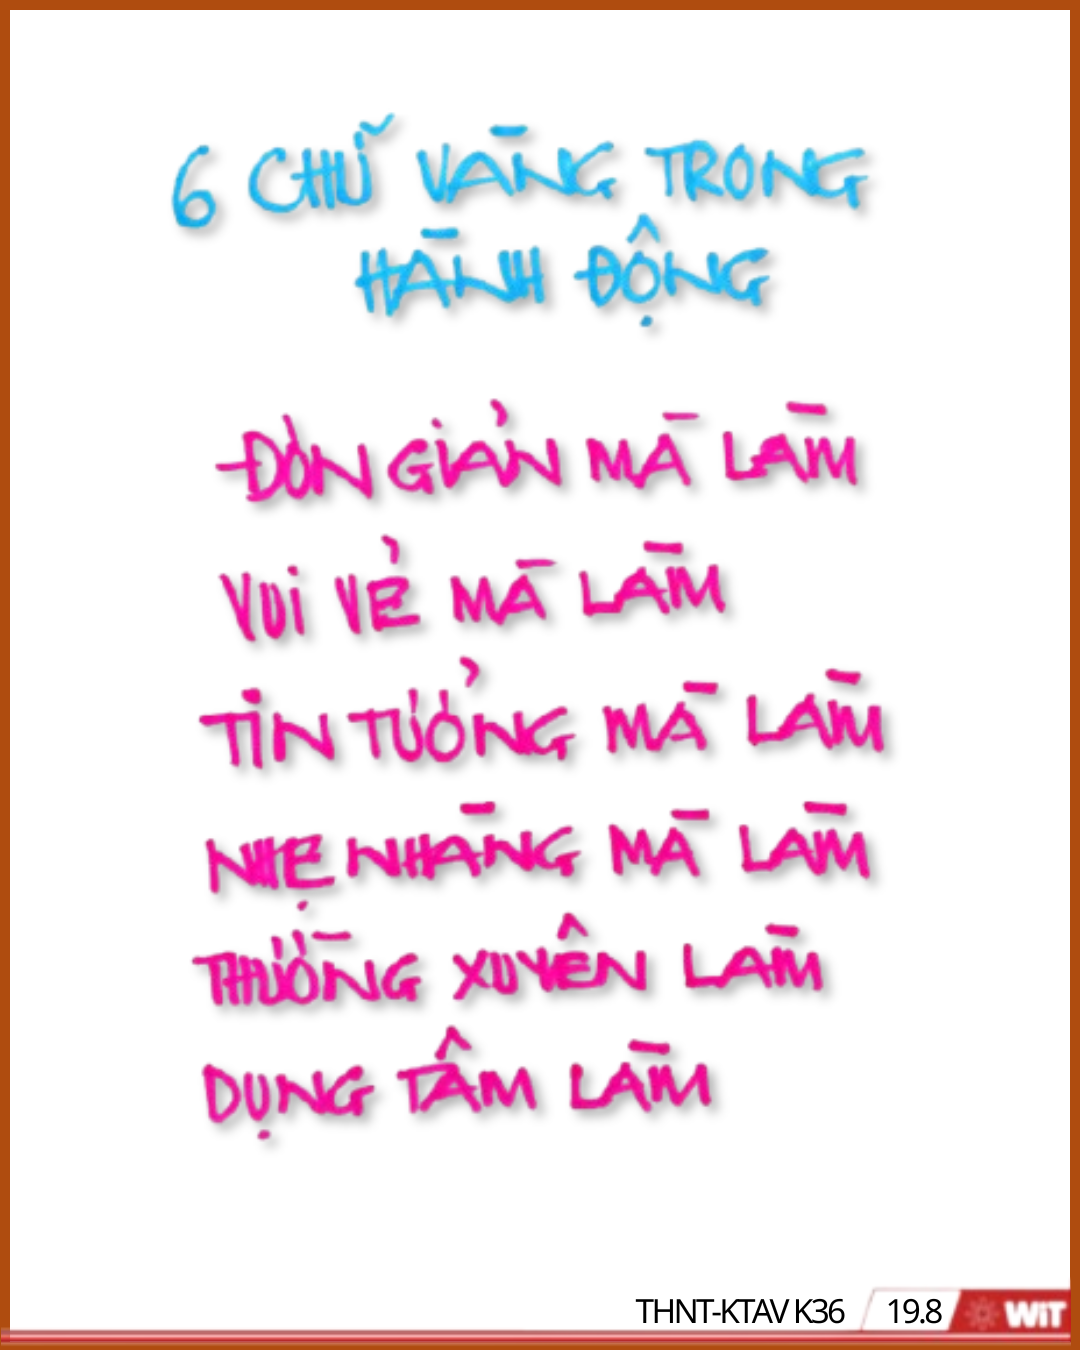 6 CHỮ VÀNG TRONG
HÀNH ĐỘNG
ĐƠN GIẢN MÀ LÀM
VUI VẺ MÀ LÀM
TIN TƯỞNG MÀ LÀM
NHẸ NHÀNG MÀ LÀM
THƯỜNG XUYÊN LÀM
DỤNG TÂM LÀM
THNT-KTAV K36 19.8 WiT